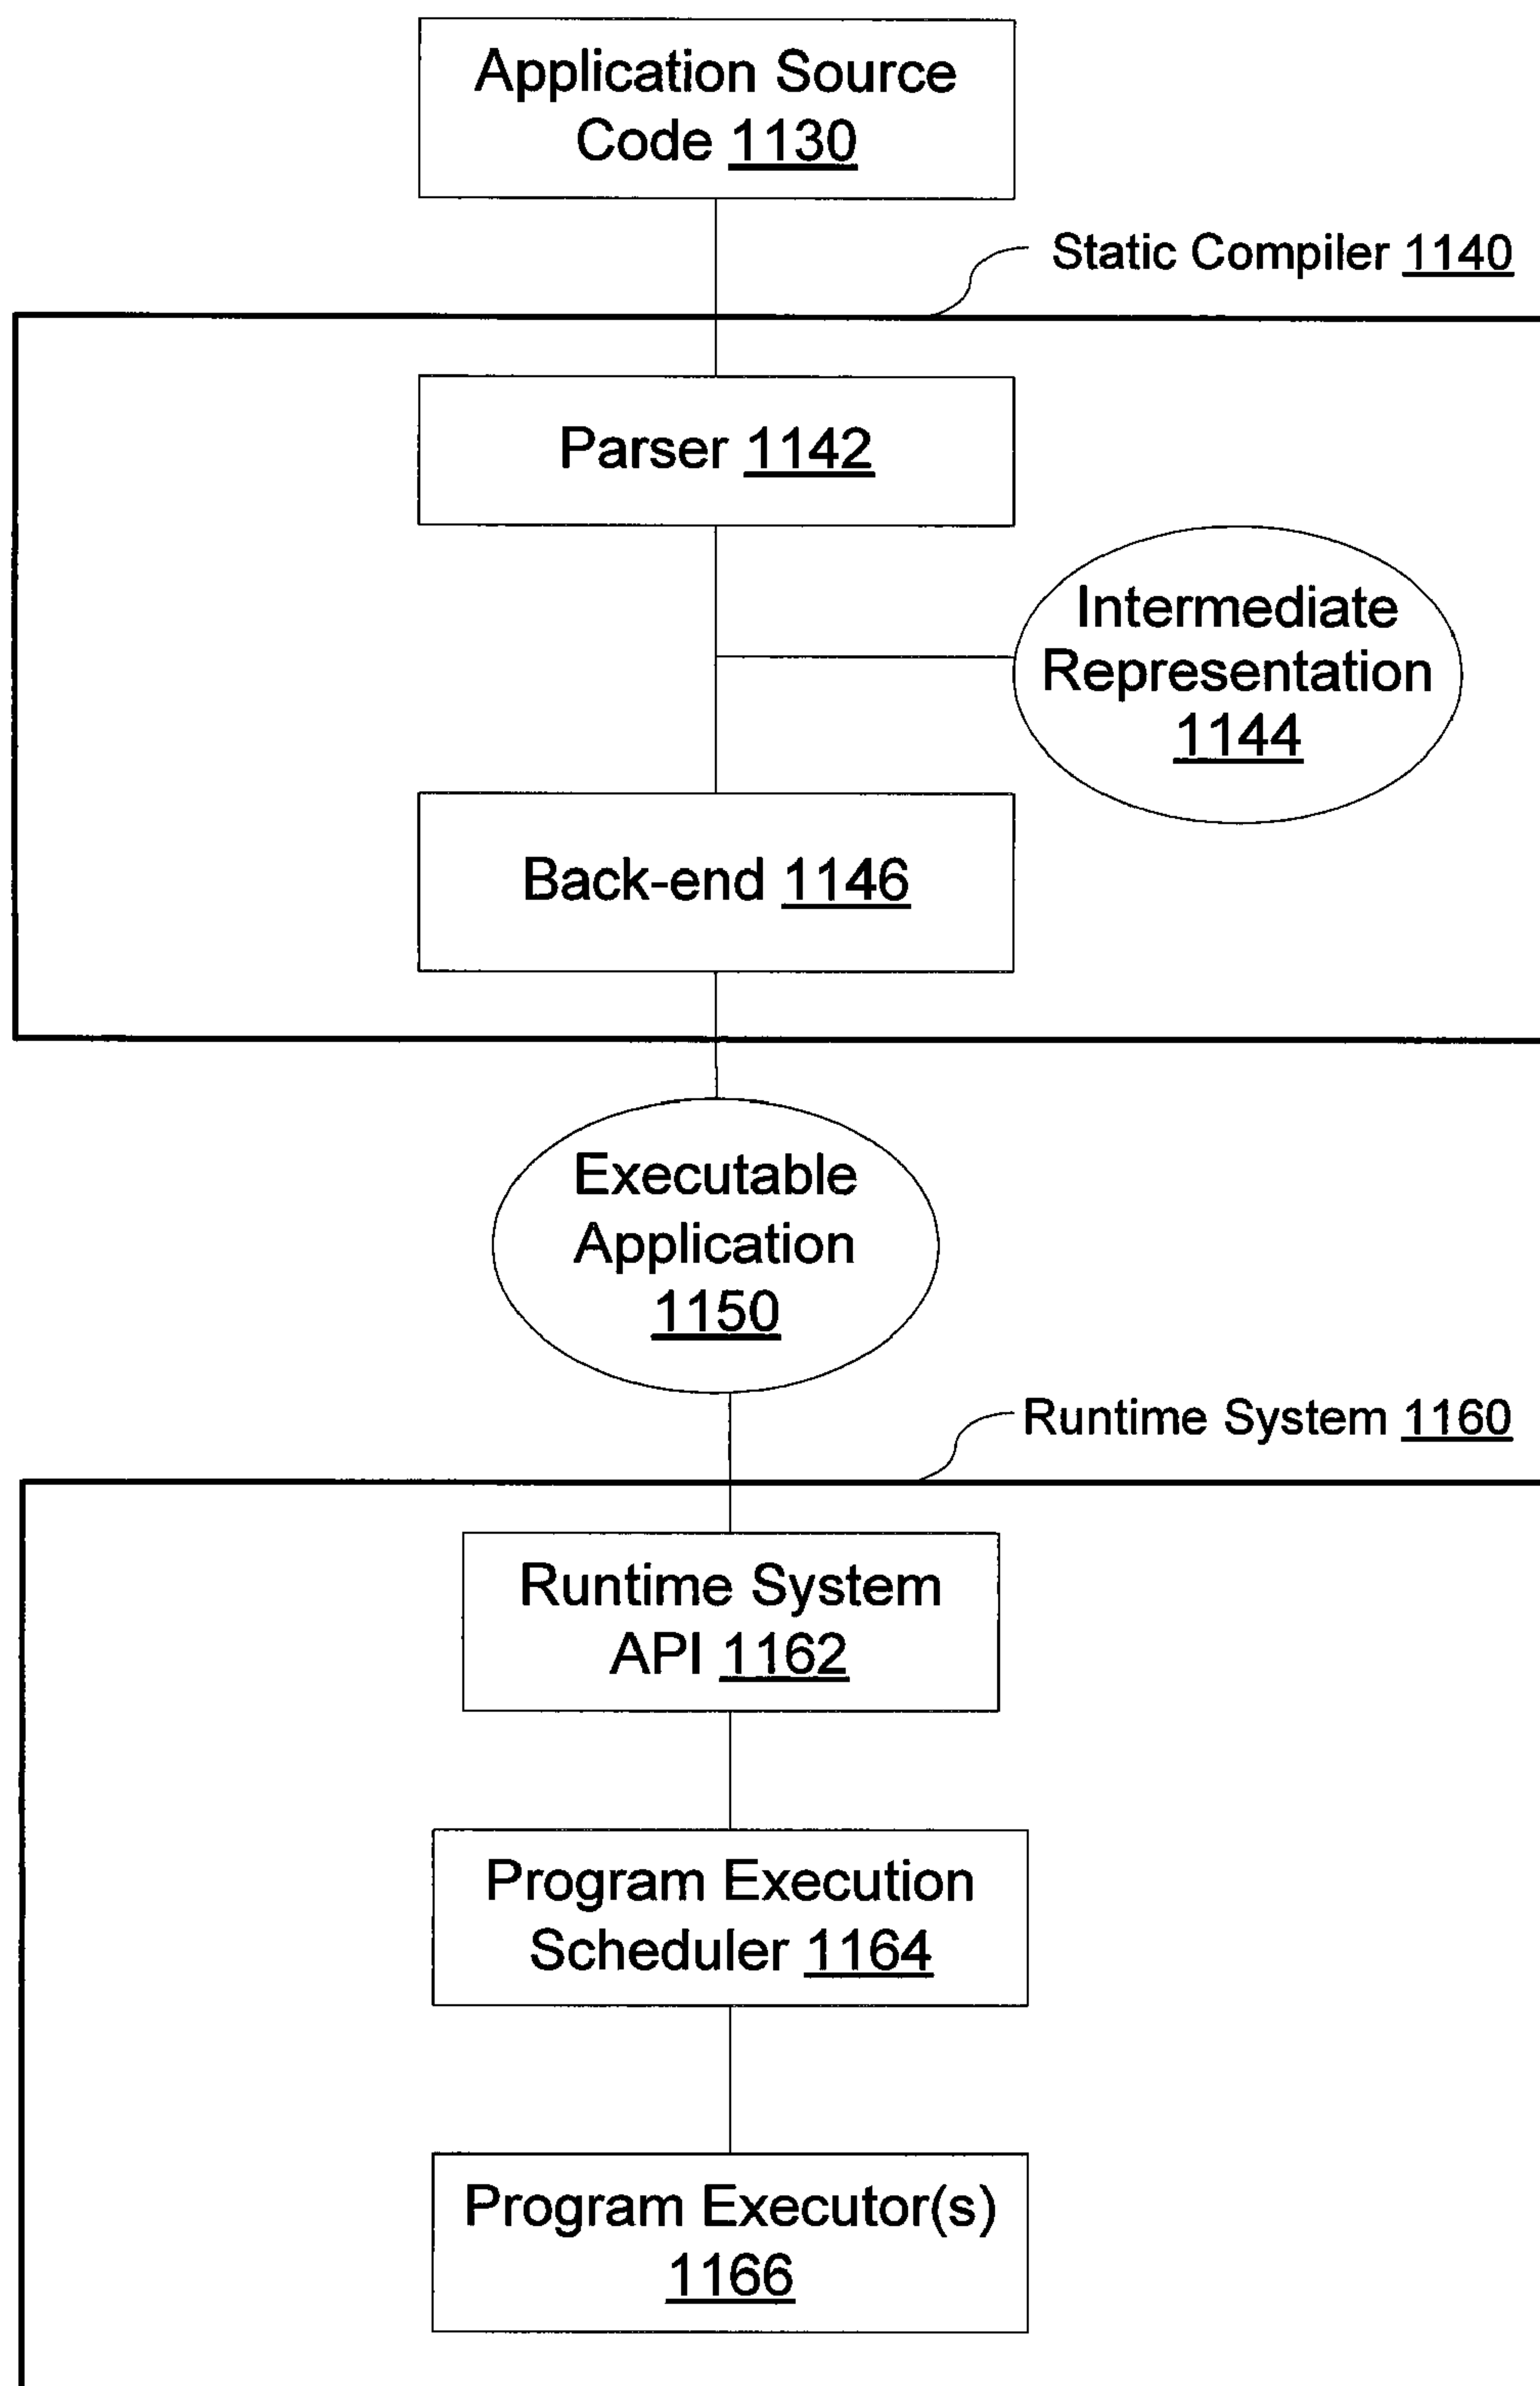 Application Source
Code 1130
Static Compiler 1140
Parser 1142
Intermediate
Representation
1144
Back-end 1146
Executable
Application
1150
Runtime System 1160
Runtime System
API 1162
Program Execution
Scheduler 1164
Program Executor(s)
1166